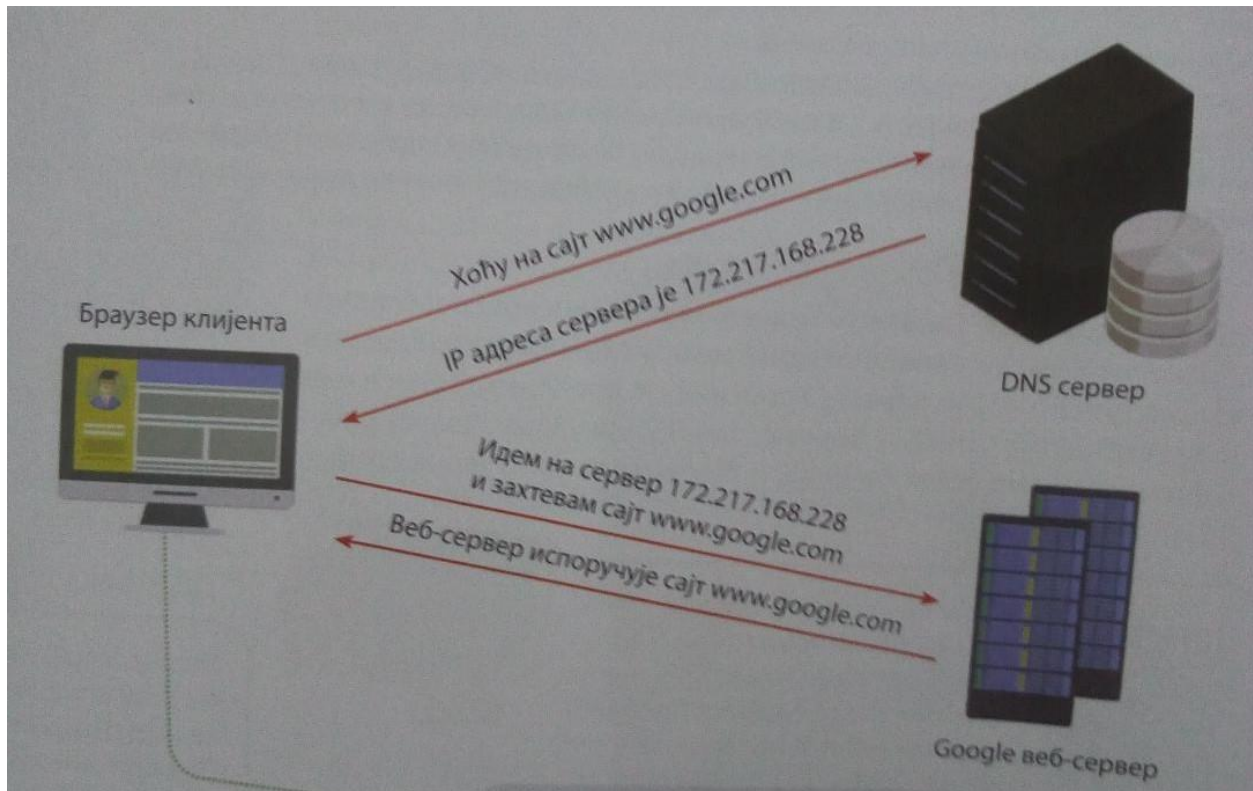 Хоћу на сајт www.google.com
IP адреса сервера је 172.217.168.228
Браузер клијента
DNS сервер
Идем на сервер 172.217.168.228
и захтевам сајт www.google.com
Веб-сервер испоручује сајт www.google.com
Google веб-сервер